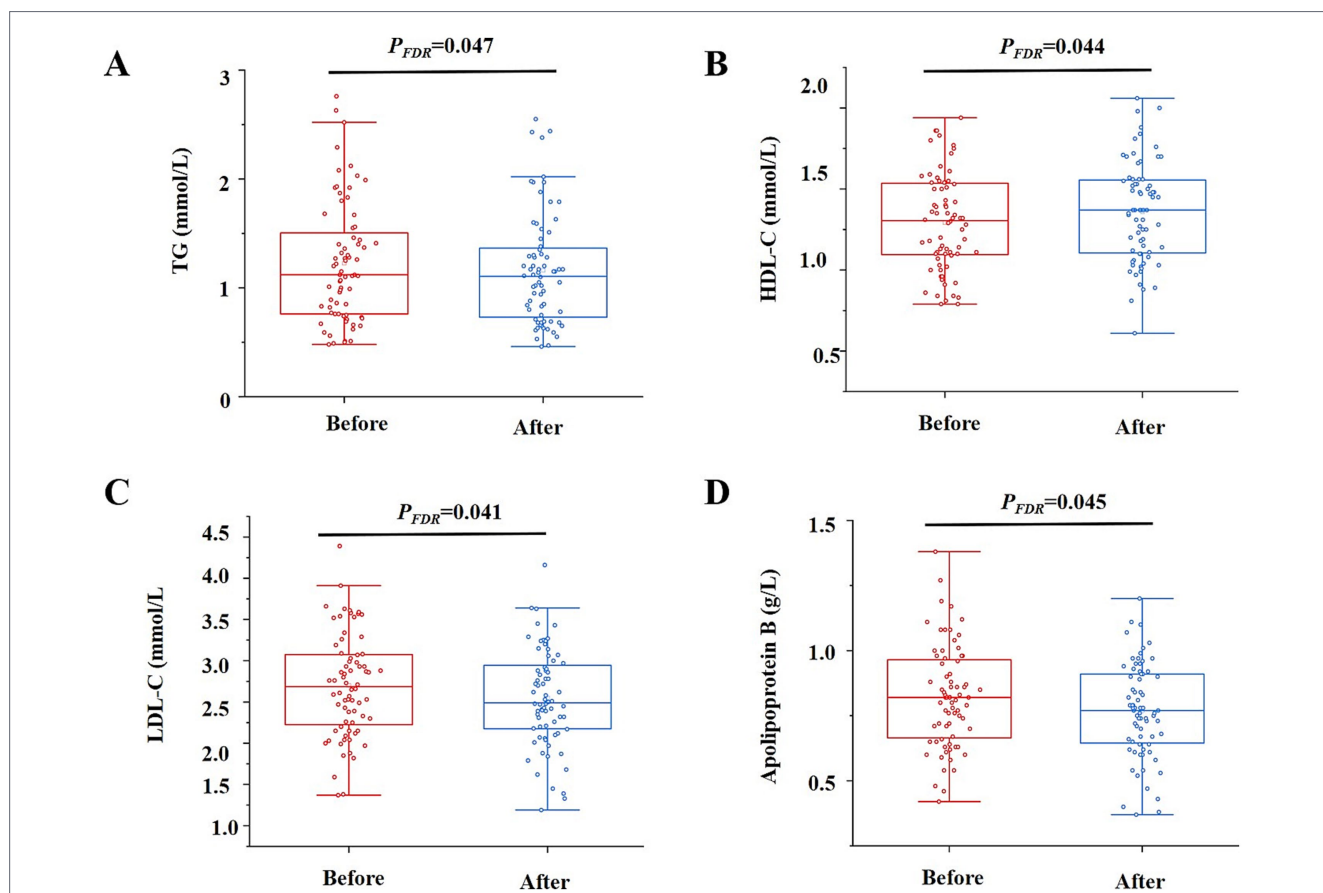 A
P_FDR=0.047
TG (mmol/L)
3
2
1
0
Before
After
B
P_FDR=0.044
HDL-C (mmol/L)
2.0
1.5
1.0
0.5
Before
After
C
P_FDR=0.041
LDL-C (mmol/L
4.5
4.0
3.5
3.0
2.5
2.0
1.5
1.0
Before
After
D
P_FDR=0.045
Apolipoprotein B (g/L)
1.5
1.0
0.5
Before
After